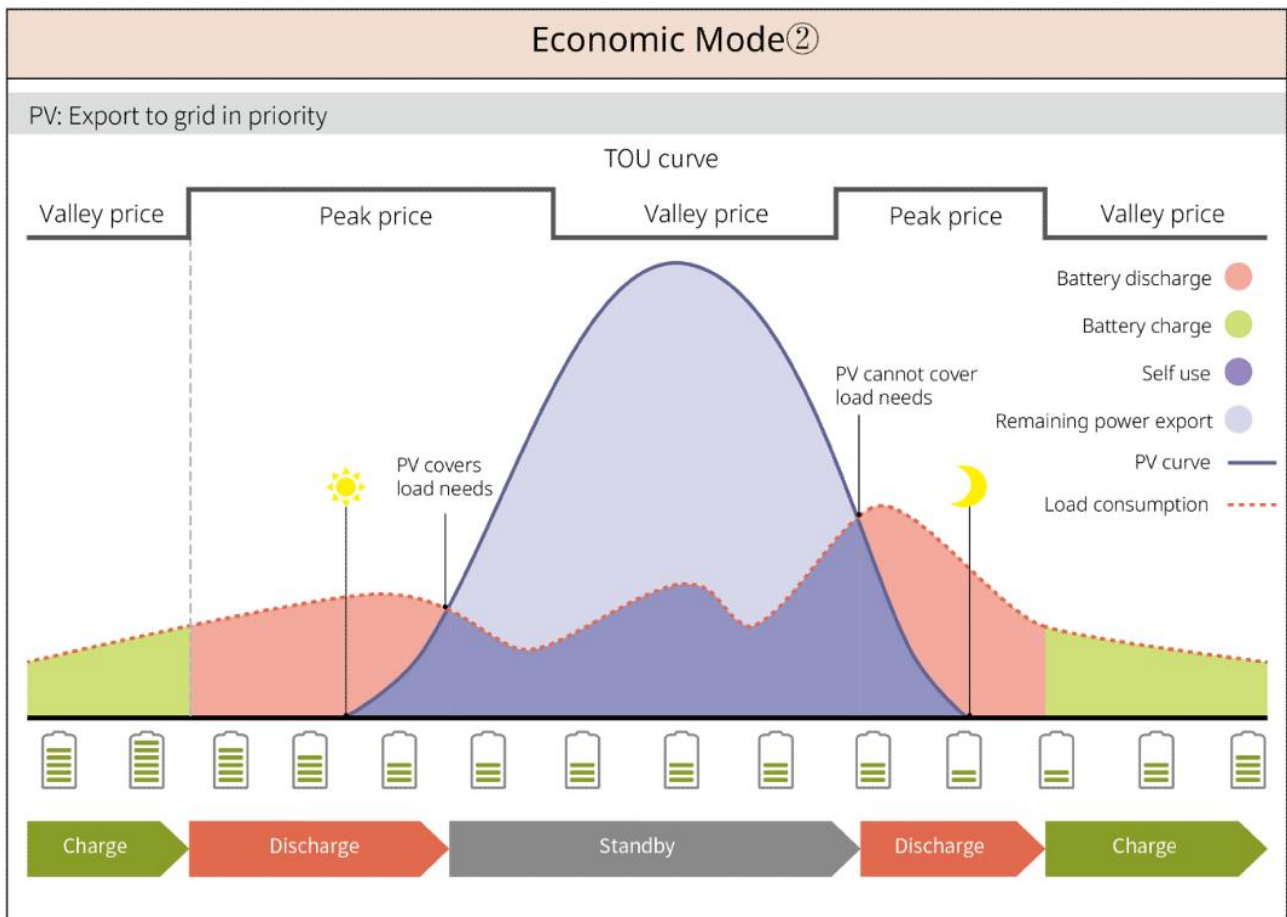 Economic Mode②
PV: Export to grid in priority
TOU curve
Valley price
Peak price
Valley price
Peak price
Valley price
Battery discharge
Battery charge
Self use
Remaining power export
PV curve
Load consumption
PV cannot cover
load needs
PV covers
load needs
Charge
Discharge
Standby
Discharge
Charge